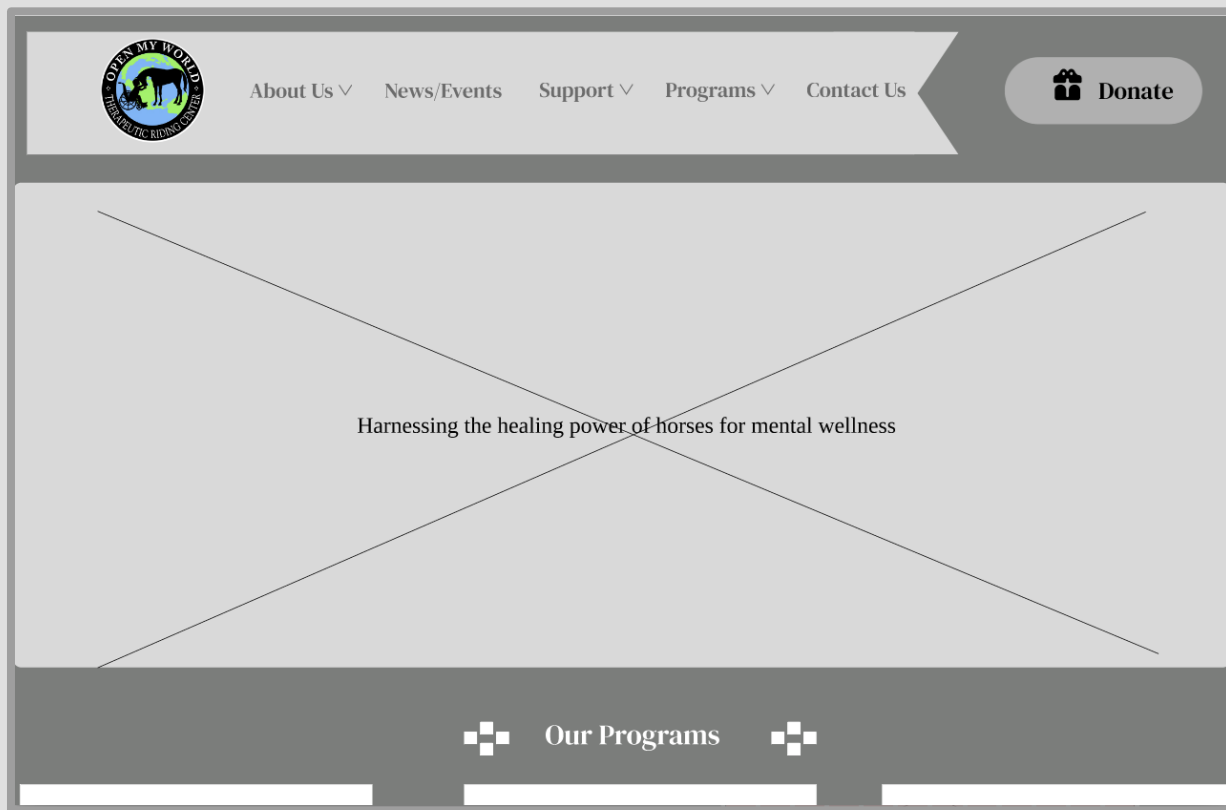 OPEN MY WORLD
THERAPEUTIC RIDING CENTER
About Us
News/Events
Support
Programs
Contact Us
Donate
Harnessing the healing power of horses for mental wellness
Our Programs